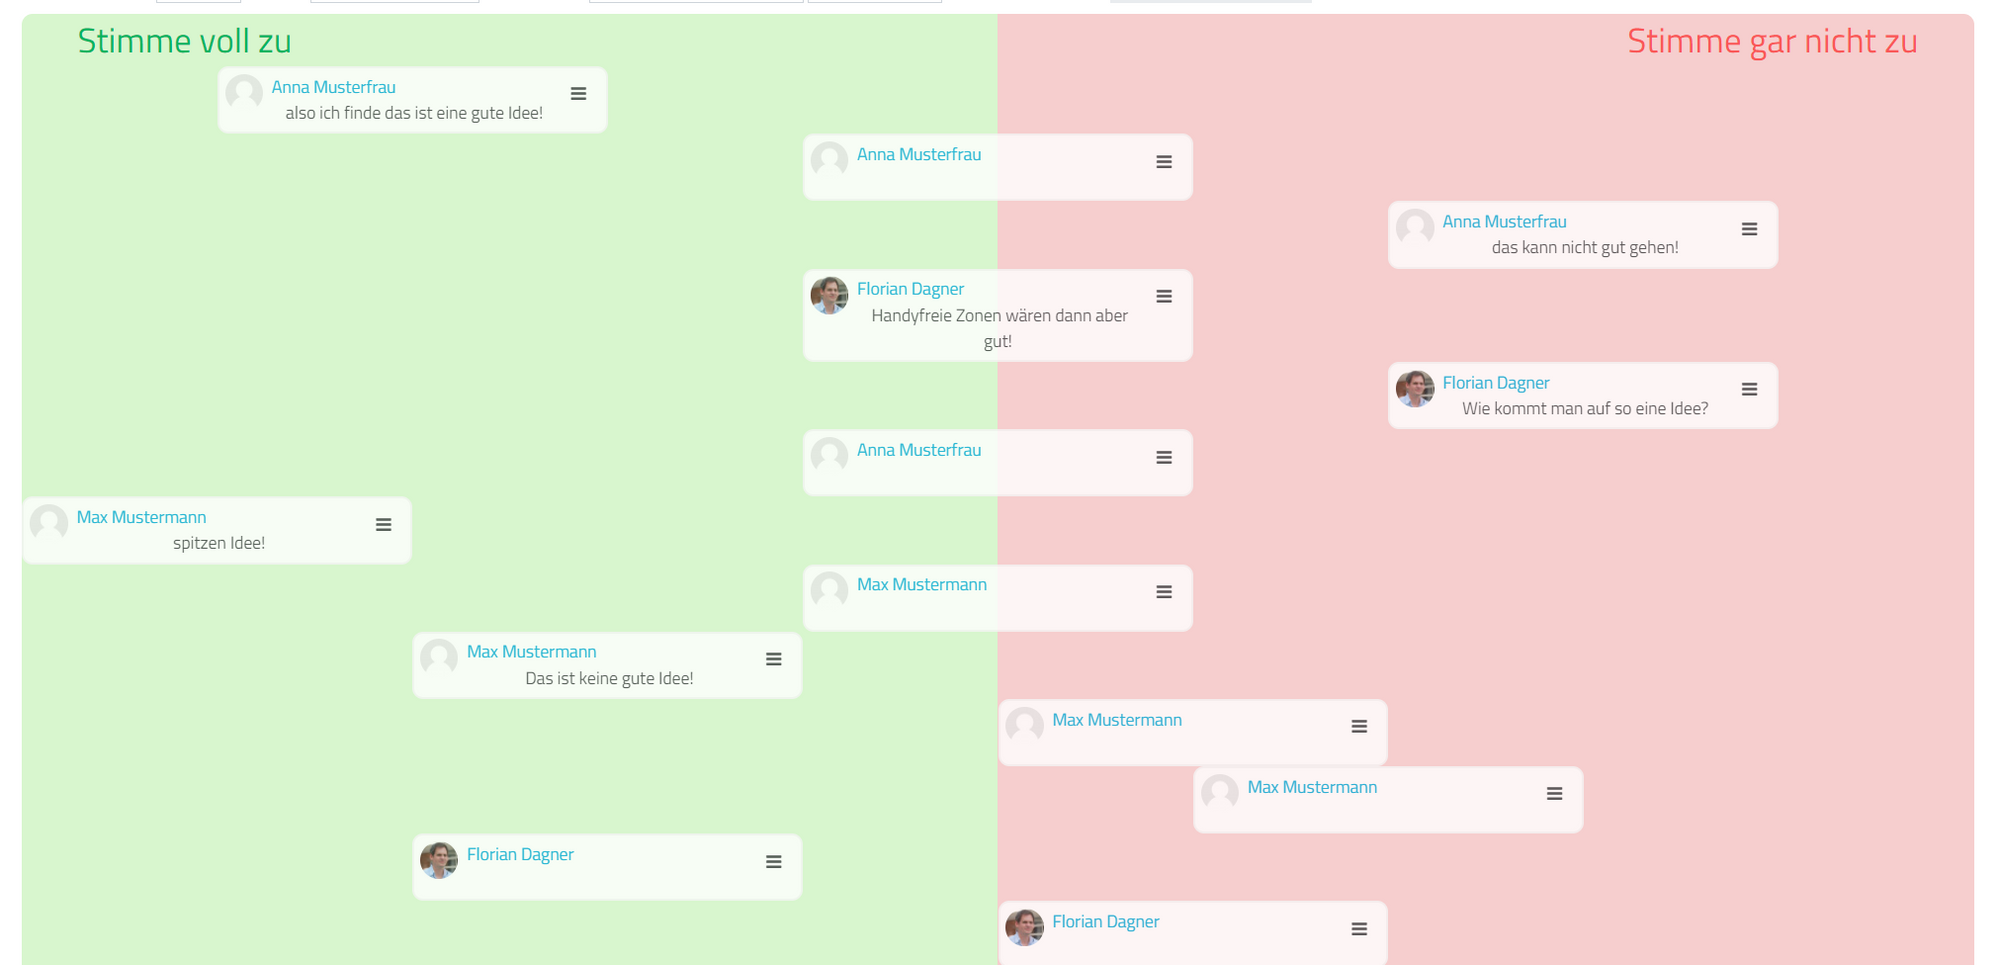 Stimme voll zu
Stimme gar nicht zu
Anna Musterfrau
also ich finde das ist eine gute Idee!
Anna Musterfrau
Anna Musterfrau
das kann nicht gut gehen!
Florian Dagner
Handyfreie Zonen wären dann aber
gut!
Florian Dagner
Wie kommt man auf so eine Idee?
Anna Musterfrau
Max Mustermann
spitzen Idee!
Max Mustermann
Max Mustermann
Das ist keine gute Idee!
Max Mustermann
Max Mustermann
Florian Dagner
Florian Dagner